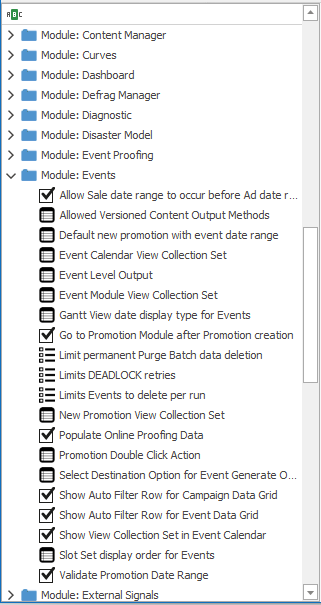 ABC
Module: Content Manager
Module: Curves
Module: Dashboard
Module: Defrag Manager
Module: Diagnostic
Module: Disaster Model
Module: Event Proofing
Module: Events
Allow Sale date range to occur before Ad date r...
Allowed Versioned Content Output Methods
Default new promotion with event date range
Event Calendar View Collection Set
Event Level Output
Event Module View Collection Set
Gantt View date display type for Events
Go to Promotion Module after Promotion creation
Limit permanent Purge Batch data deletion
Limits DEADLOCK retries
Limits Events to delete per run
New Promotion View Collection Set
Populate Online Proofing Data
Promotion Double Click Action
Select Destination Option for Event Generate O...
Show Auto Filter Row for Campaign Data Grid
Show Auto Filter Row for Event Data Grid
Show View Collection Set in Event Calendar
Slot Set display order for Events
Validate Promotion Date Range
Module: External Signals